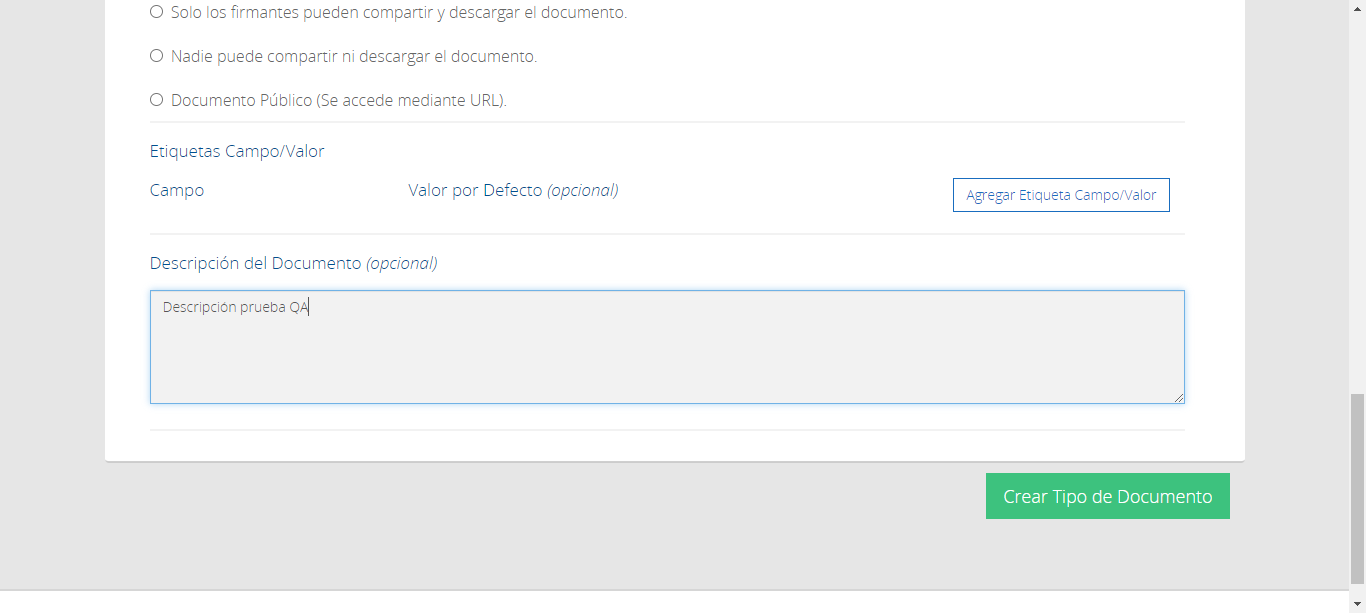 Solo los firmantes pueden compartir y descargar el documento.
Nadie puede compartir ni descargar el documento.
Documento Público (Se accede mediante URL).
Etiquetas Campo/Valor
Campo
Valor por Defecto (opcional)
Agregar Etiqueta Campo/Valor
Descripción del Documento (opcional)
Descripción prueba QA
Crear Tipo de Documento